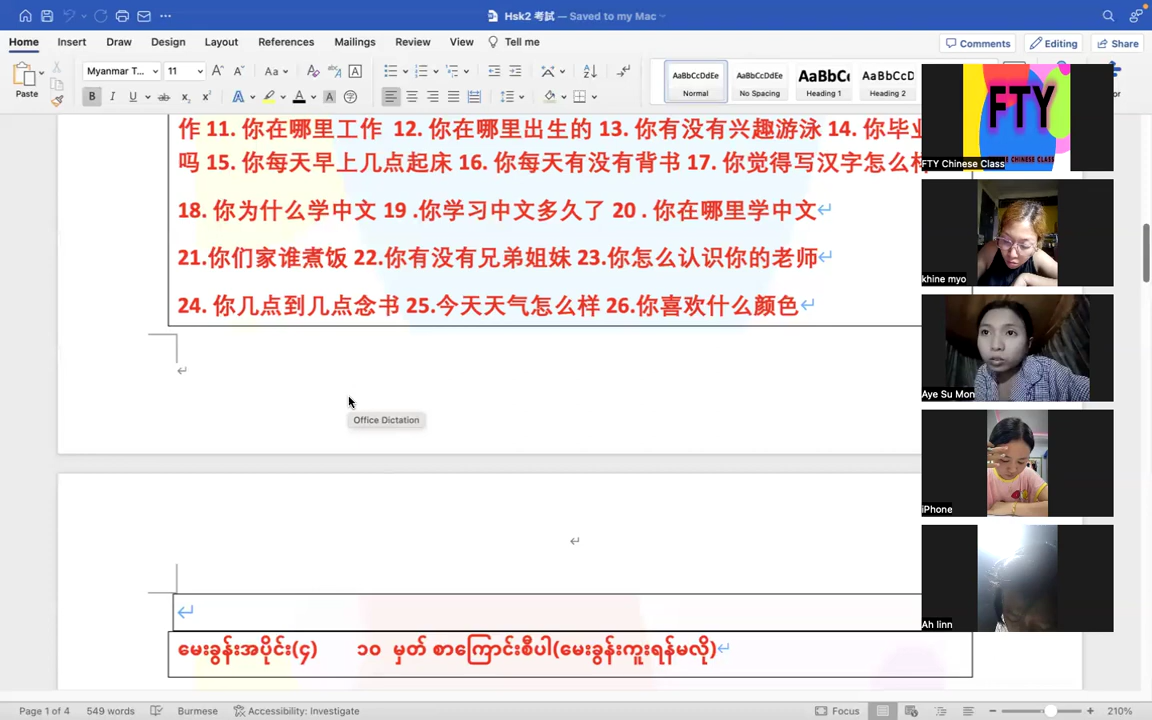 Hsk2 考試 — Saved to my Mac
Home Insert Draw Design Layout References Mailings Review View Tell me Comments Editing Share
Paste Myanmar T... 11 Aa AaBbCcDdEe Normal AaBbCcDdEe No Spacing AaBbCc Heading 1 AaBbCcD Heading 2
作 11. 你在哪里工作 12. 你在哪里出生的 13. 你有没有兴趣游泳 14. 你毕业
吗 15. 你每天早上几点起床 16. 你每天有没有背书 17. 你觉得写汉字怎么样
18. 你为什么学中文 19 .你学习中文多久了 20 . 你在哪里学中文
21.你们家谁煮饭 22.你有没有兄弟姐妹 23.你怎么认识你的老师
24. 你几点到几点念书 25.今天天气怎么样 26.你喜欢什么颜色
Office Dictation
မေးခွန်းအပိုင်း(၄) ၁၀ မှတ် စာကြောင်းစီပါ(မေးခွန်းကူးရန်မလို)
FTY
CHINESE CLASS
FTY Chinese Class
khine myo
Aye Su Mon
iPhone
Ah linn
Page 1 of 4 549 words Burmese Accessibility: Investigate Focus 210%